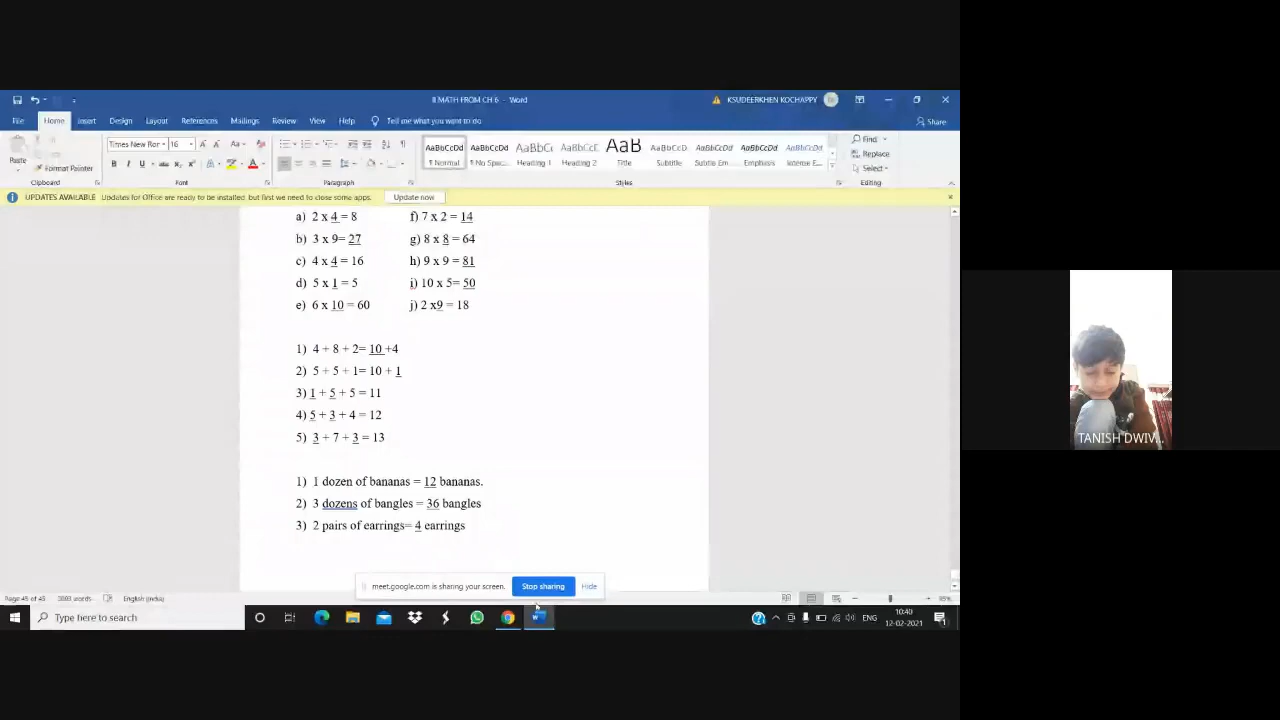 II MATH FROM CH 6 - Word
KSUDEERKHEN KOCHAPPY
File Home Insert Design Layout References Mailings Review View Help Tell me what you want to do
Share
Paste
Format Painter
Times New Ror 16
AaBbCcDd AaBbCcDd AaBbCc AaBbCcC AaB AaBbCcD AaBbCcDd AaBbCcDd AaBbCcDd
¶ Normal ¶ No Spac... Heading 1 Heading 2 Title Subtitle Subtle Em... Emphasis Intense E...
Find
Replace
Select
Clipboard Font Paragraph Styles Editing
UPDATES AVAILABLE Updates for Office are ready to be installed, but first we need to close some apps. Update now
a) 2 x 4 = 8 f) 7 x 2 = 14
b) 3 x 9= 27 g) 8 x 8 = 64
c) 4 x 4 = 16 h) 9 x 9 = 81
d) 5 x 1 = 5 i) 10 x 5= 50
e) 6 x 10 = 60 j) 2 x9 = 18
1) 4 + 8 + 2= 10 +4
2) 5 + 5 + 1= 10 + 1
3) 1 + 5 + 5 = 11
4) 5 + 3 + 4 = 12
5) 3 + 7 + 3 = 13
1) 1 dozen of bananas = 12 bananas.
2) 3 dozens of bangles = 36 bangles
3) 2 pairs of earrings= 4 earrings
meet.google.com is sharing your screen. Stop sharing Hide
Page 45 of 45 English (India)
Type here to search
ENG
10:40
12-02-2021
TANISH DWIV...